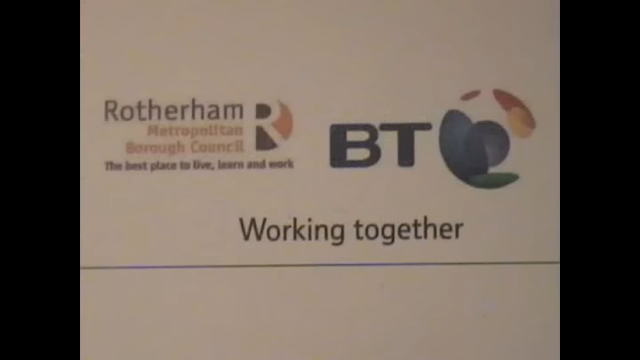 Rotherham
Metropolitan
Borough Council
The best place to live, learn and work
BT
Working together